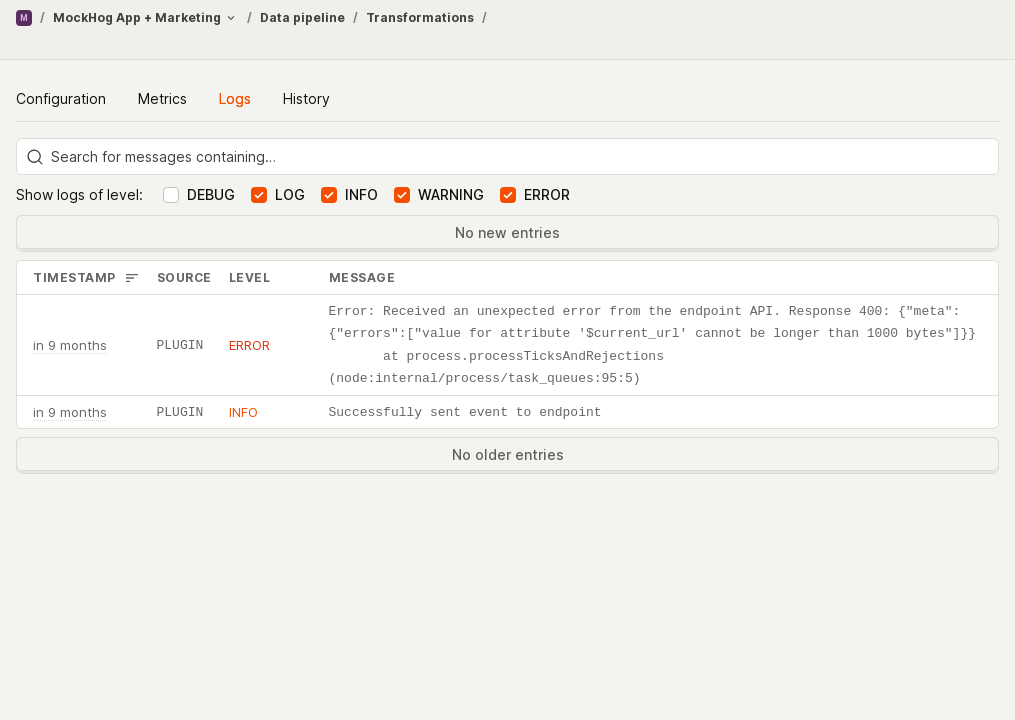 M / MockHog App + Marketing / Data pipeline / Transformations /
Configuration Metrics Logs History
Search for messages containing…
Show logs of level: DEBUG LOG INFO WARNING ERROR
No new entries
TIMESTAMP SOURCE LEVEL MESSAGE
in 9 months PLUGIN ERROR Error: Received an unexpected error from the endpoint API. Response 400: {"meta":
{"errors":["value for attribute '$current_url' cannot be longer than 1000 bytes"]}}
at process.processTicksAndRejections
(node:internal/process/task_queues:95:5)
in 9 months PLUGIN INFO Successfully sent event to endpoint
No older entries